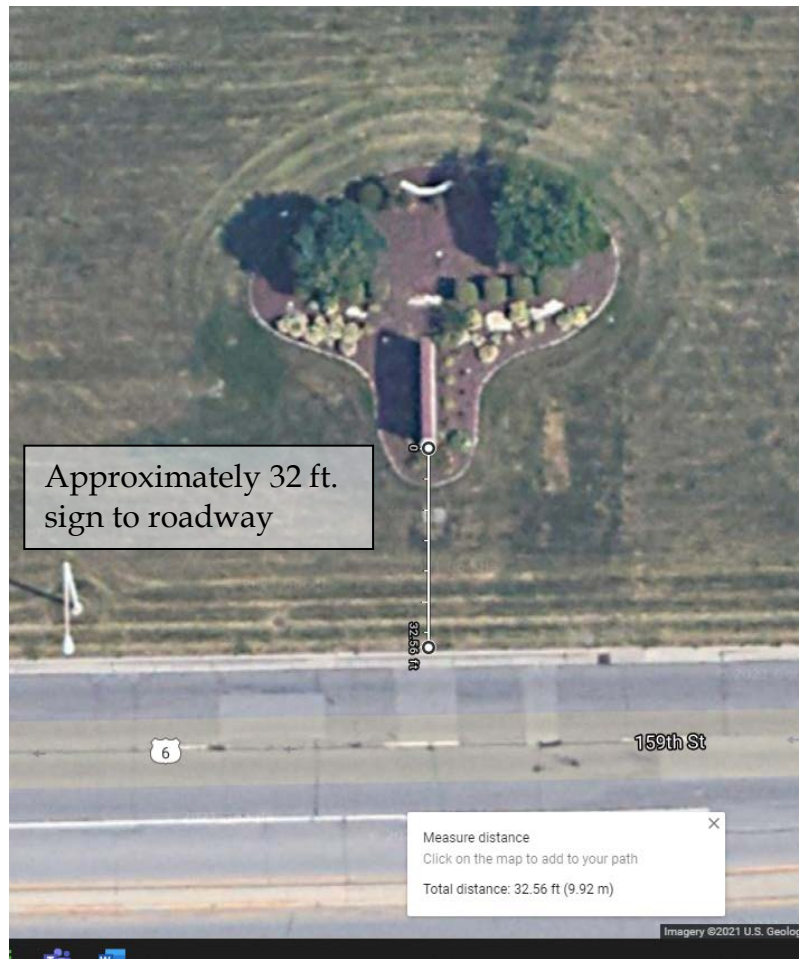 0
Approximately 32 ft.
sign to roadway
32.56 ft
6
159th St
Measure distance
Click on the map to add to your path
Total distance: 32.56 ft (9.92 m)
Imagery ©2021 U.S. Geolog